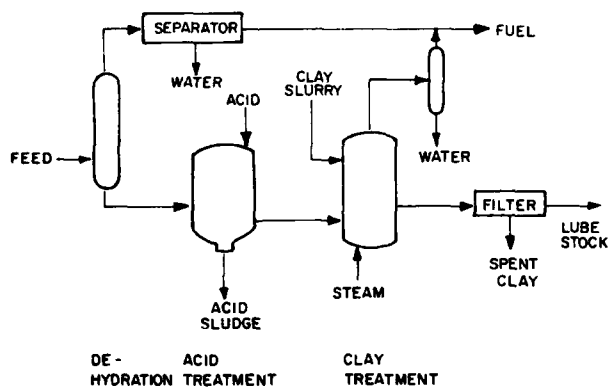 SEPARATOR
FUEL
WATER
CLAY
SLURRY
ACID
WATER
FEED
FILTER
LUBE
STOCK
SPENT
CLAY
STEAM
ACID
SLUDGE
DE-
HYDRATION
ACID
TREATMENT
CLAY
TREATMENT